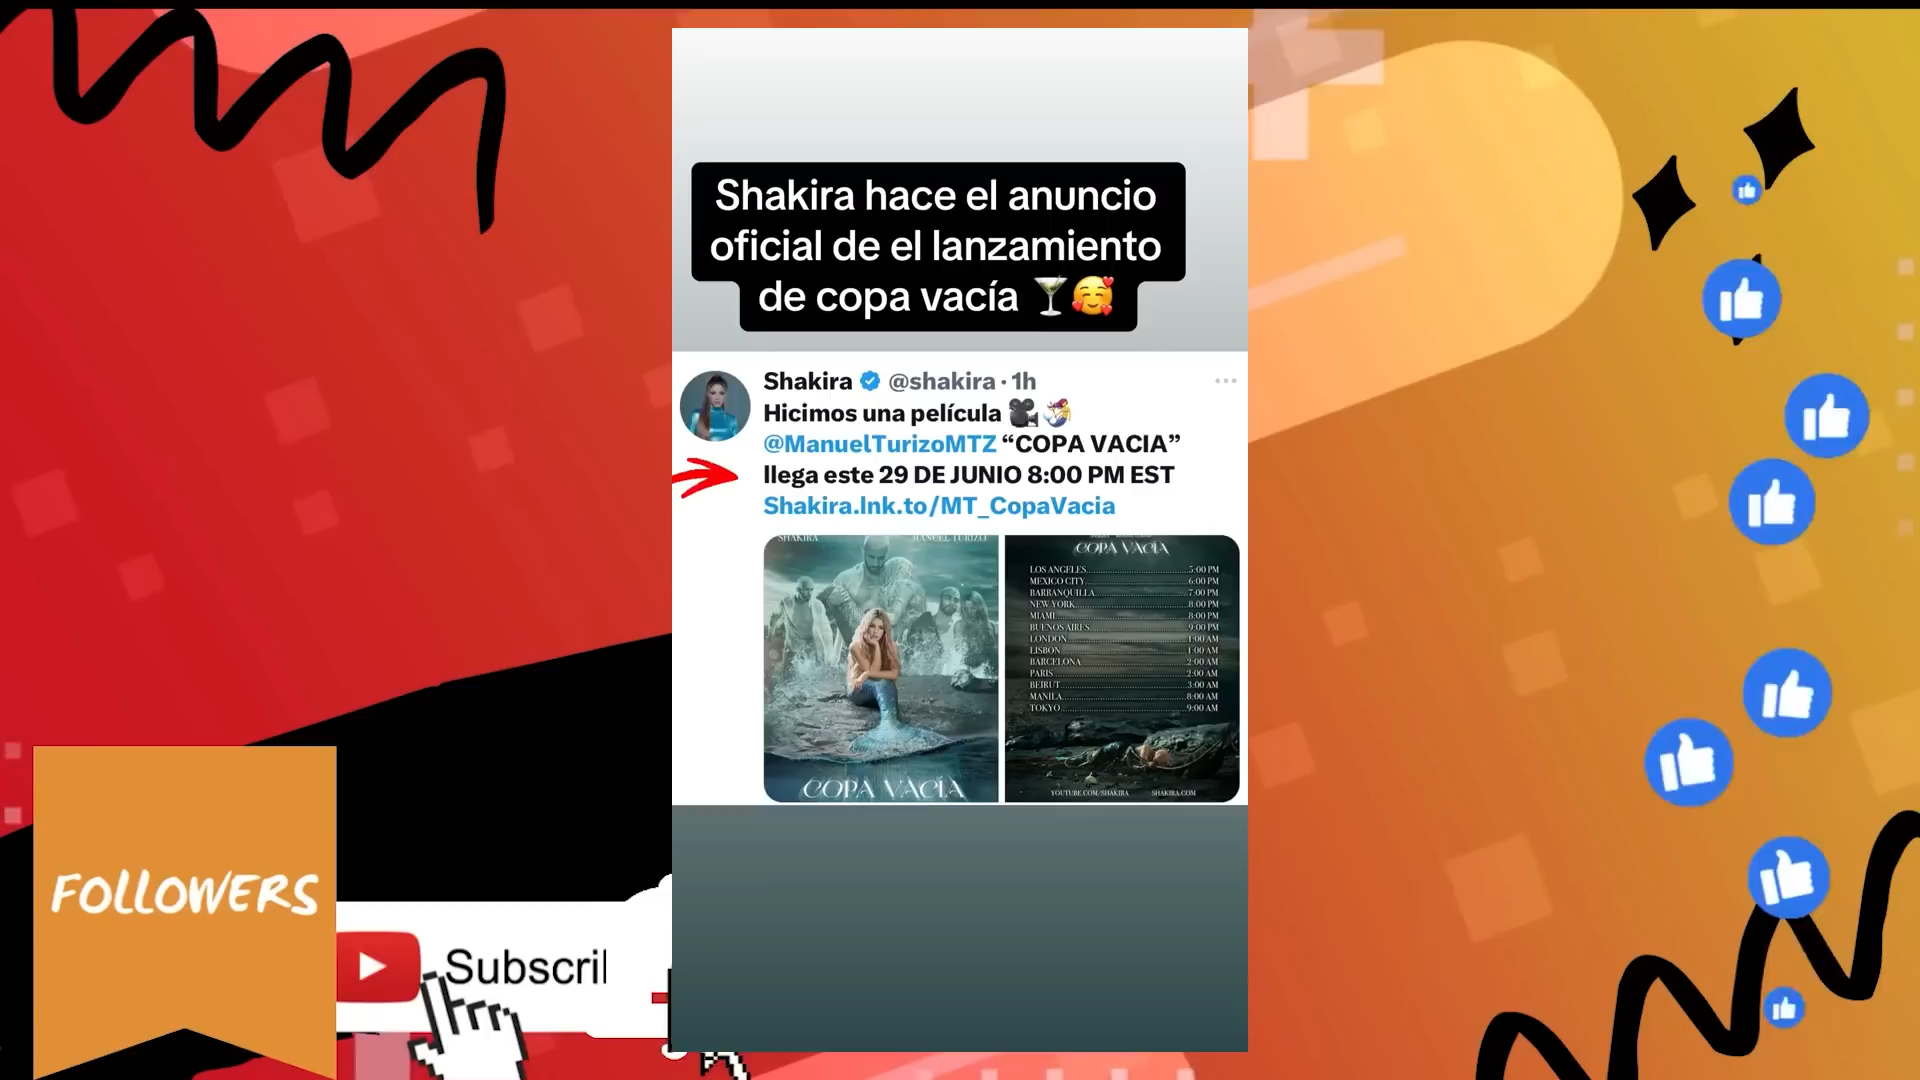 Shakira hace el anuncio
oficial de el lanzamiento
de copa vacía 🍸🥰
Shakira @shakira · 1h
Hicimos una película 🎥🧜‍♀️
@ManuelTurizoMTZ “COPA VACIA”
llega este 29 DE JUNIO 8:00 PM EST
Shakira.lnk.to/MT_CopaVacia
SHAKIRA MANUEL TURIZO
COPA VACÍA
COPA VACÍA
LOS ANGELES 5:00 PM
MEXICO CITY 6:00 PM
BARRANQUILLA 7:00 PM
NEW YORK 8:00 PM
MIAMI 8:00 PM
BUENOS AIRES 9:00 PM
LONDON 1:00 AM
LISBON 1:00 AM
BARCELONA 2:00 AM
PARIS 2:00 AM
BEIRUT 3:00 AM
MANILA 8:00 AM
TOKYO 9:00 AM
YOUTUBE.COM/SHAKIRA SHAKIRA.COM
FOLLOWERS
Subscri